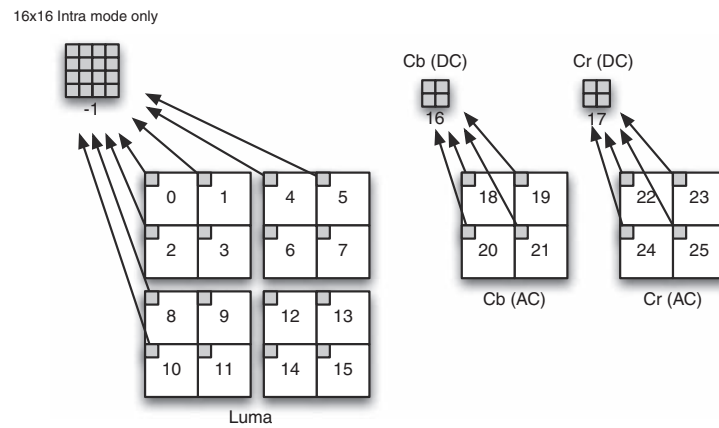 16x16 Intra mode only
Cb (DC) Cr (DC)
-1 16 17
0 1 4 5 18 19 22 23
2 3 6 7 20 21 24 25
Cb (AC) Cr (AC)
8 9 12 13
10 11 14 15
Luma